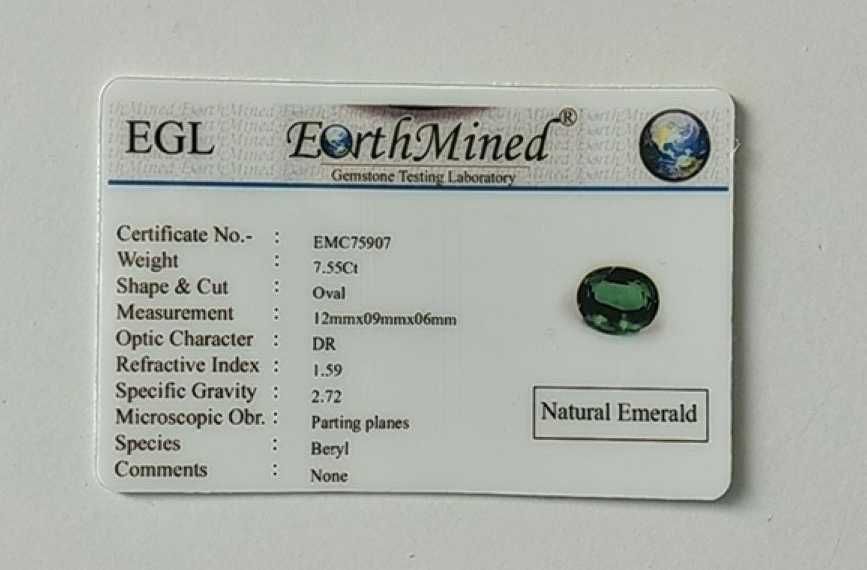 EGL EarthMined®
Gemstone Testing Laboratory
Certificate No.- : EMC75907
Weight : 7.55Ct
Shape & Cut : Oval
Measurement : 12mmx09mmx06mm
Optic Character : DR
Refractive Index : 1.59
Specific Gravity : 2.72
Microscopic Obr. : Parting planes
Species : Beryl
Comments : None
Natural Emerald